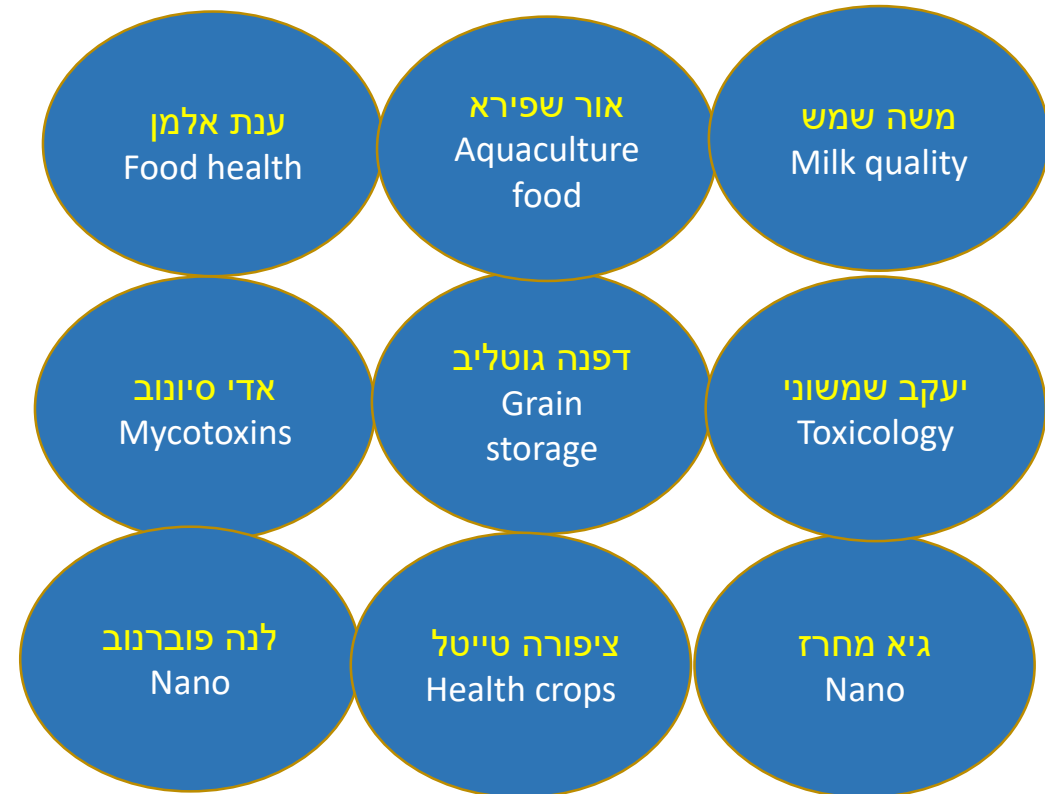 ענת אלמן
Food health
אור שפירא
Aquaculture
food
משה שמש
Milk quality
אדי סיונוב
Mycotoxins
דפנה גוטליב
Grain
storage
יעקב שמשוני
Toxicology
לנה פוברנוב
Nano
ציפורה טייטל
Health crops
גיא מחרז
Nano